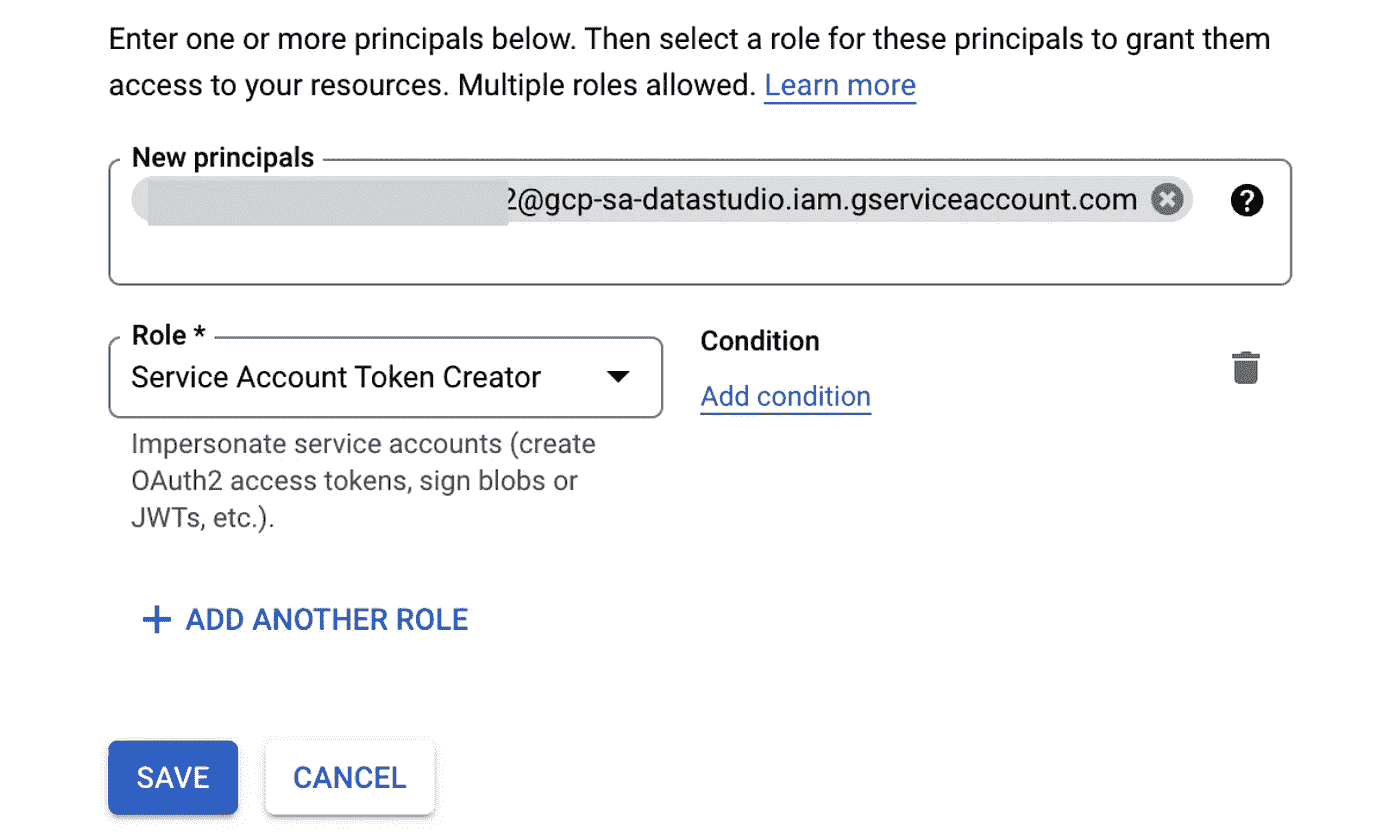 Enter one or more principals below. Then select a role for these principals to grant them
access to your resources. Multiple roles allowed. Learn more
New principals
2@gcp-sa-datastudio.iam.gserviceaccount.com
Role *
Service Account Token Creator
Condition
Add condition
Impersonate service accounts (create
OAuth2 access tokens, sign blobs or
JWTs, etc.).
ADD ANOTHER ROLE
SAVE
CANCEL